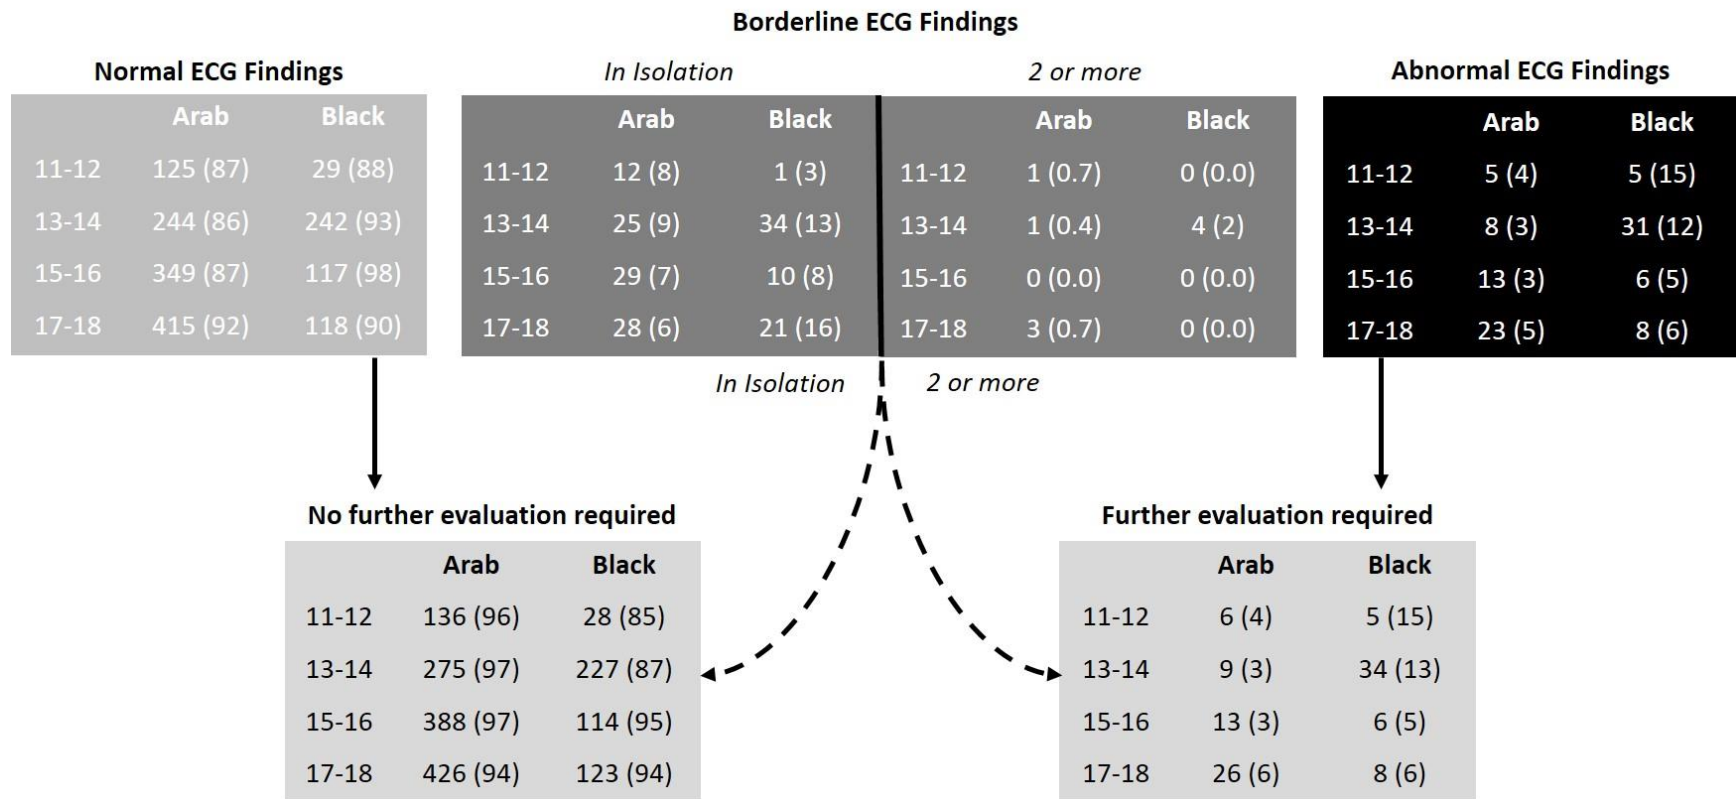 Borderline ECG Findings
Normal ECG Findings
In Isolation
2 or more
Abnormal ECG Findings
Arab Black
11-12 125 (87) 29 (88)
13-14 244 (86) 242 (93)
15-16 349 (87) 117 (98)
17-18 415 (92) 118 (90)
Arab Black
11-12 12 (8) 1 (3)
13-14 25 (9) 34 (13)
15-16 29 (7) 10 (8)
17-18 28 (6) 21 (16)
Arab Black
11-12 1 (0.7) 0 (0.0)
13-14 1 (0.4) 4 (2)
15-16 0 (0.0) 0 (0.0)
17-18 3 (0.7) 0 (0.0)
Arab Black
11-12 5 (4) 5 (15)
13-14 8 (3) 31 (12)
15-16 13 (3) 6 (5)
17-18 23 (5) 8 (6)
In Isolation
2 or more
No further evaluation required
Arab Black
11-12 136 (96) 28 (85)
13-14 275 (97) 227 (87)
15-16 388 (97) 114 (95)
17-18 426 (94) 123 (94)
Further evaluation required
Arab Black
11-12 6 (4) 5 (15)
13-14 9 (3) 34 (13)
15-16 13 (3) 6 (5)
17-18 26 (6) 8 (6)